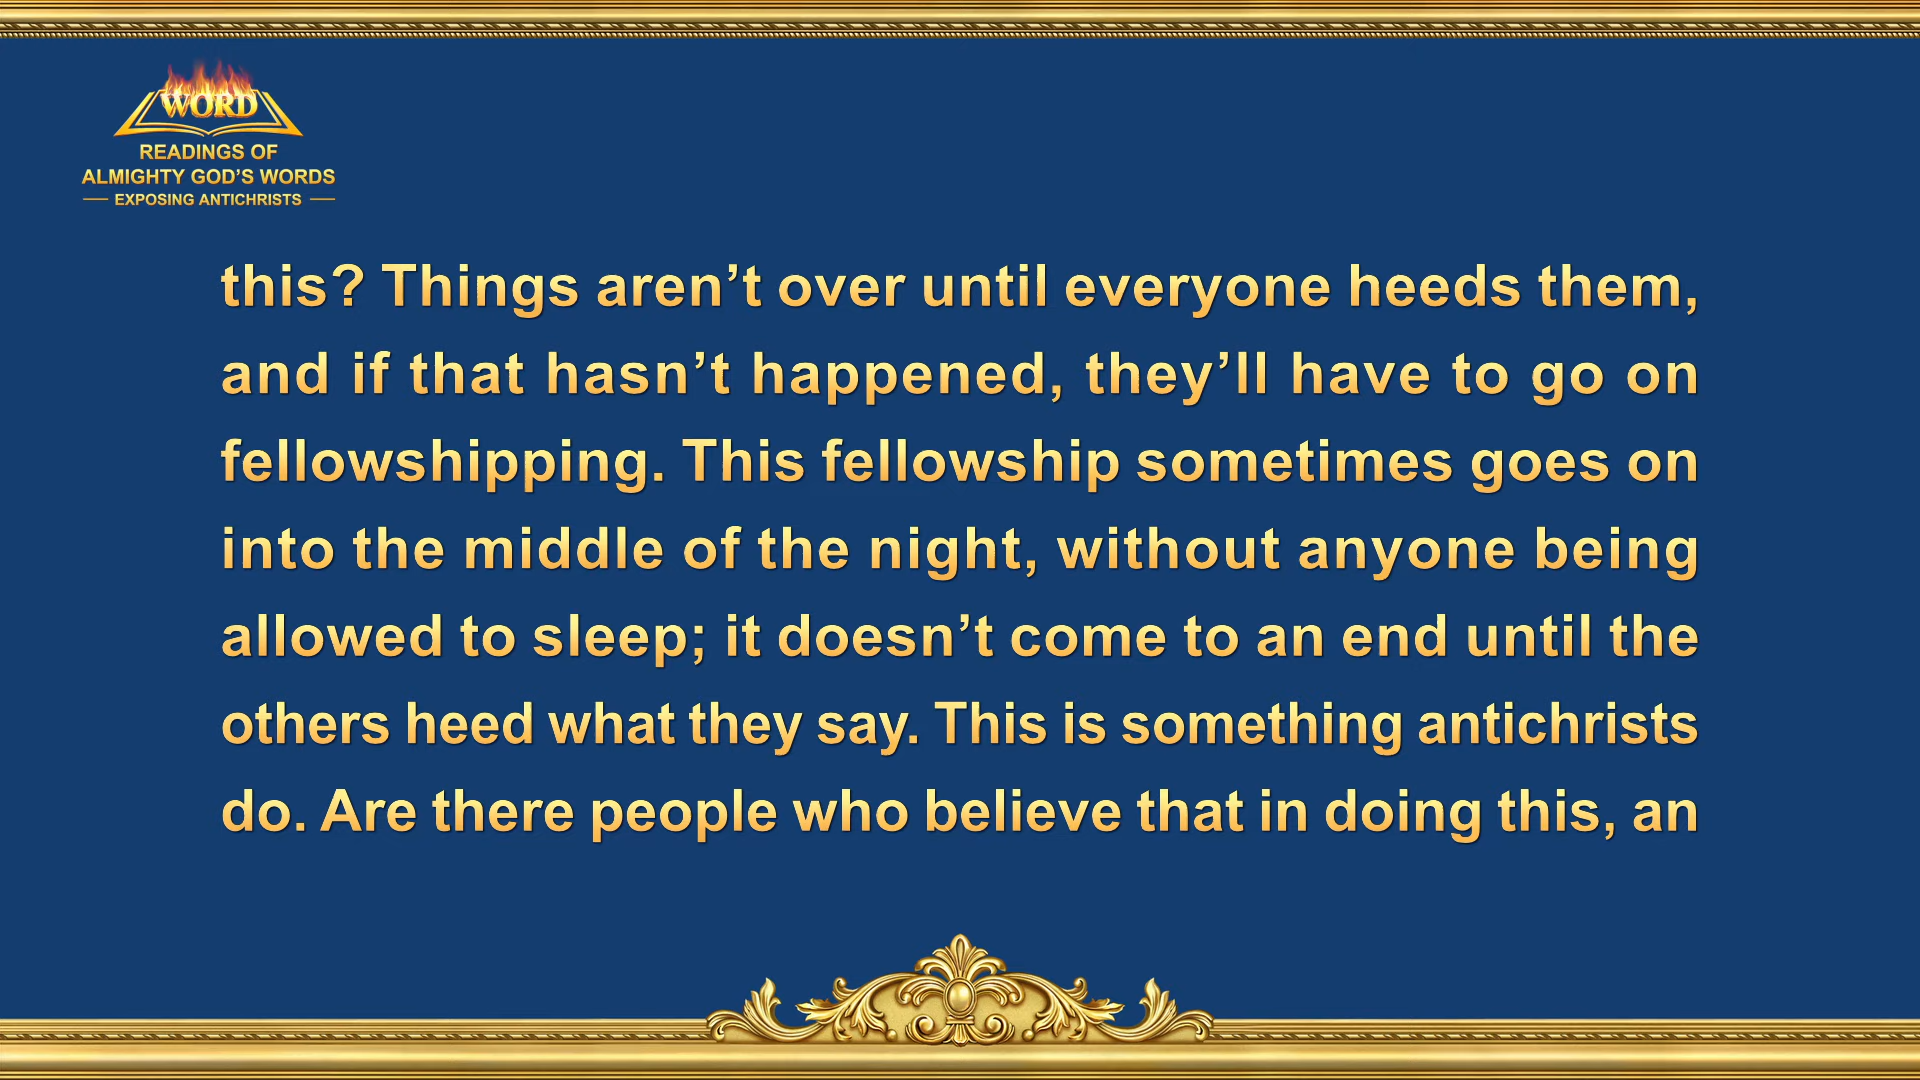 WORD
READINGS OF
ALMIGHTY GOD’S WORDS
EXPOSING ANTICHRISTS
this? Things aren’t over until everyone heeds them,
and if that hasn’t happened, they’ll have to go on
fellowshipping. This fellowship sometimes goes on
into the middle of the night, without anyone being
allowed to sleep; it doesn’t come to an end until the
others heed what they say. This is something antichrists
do. Are there people who believe that in doing this, an